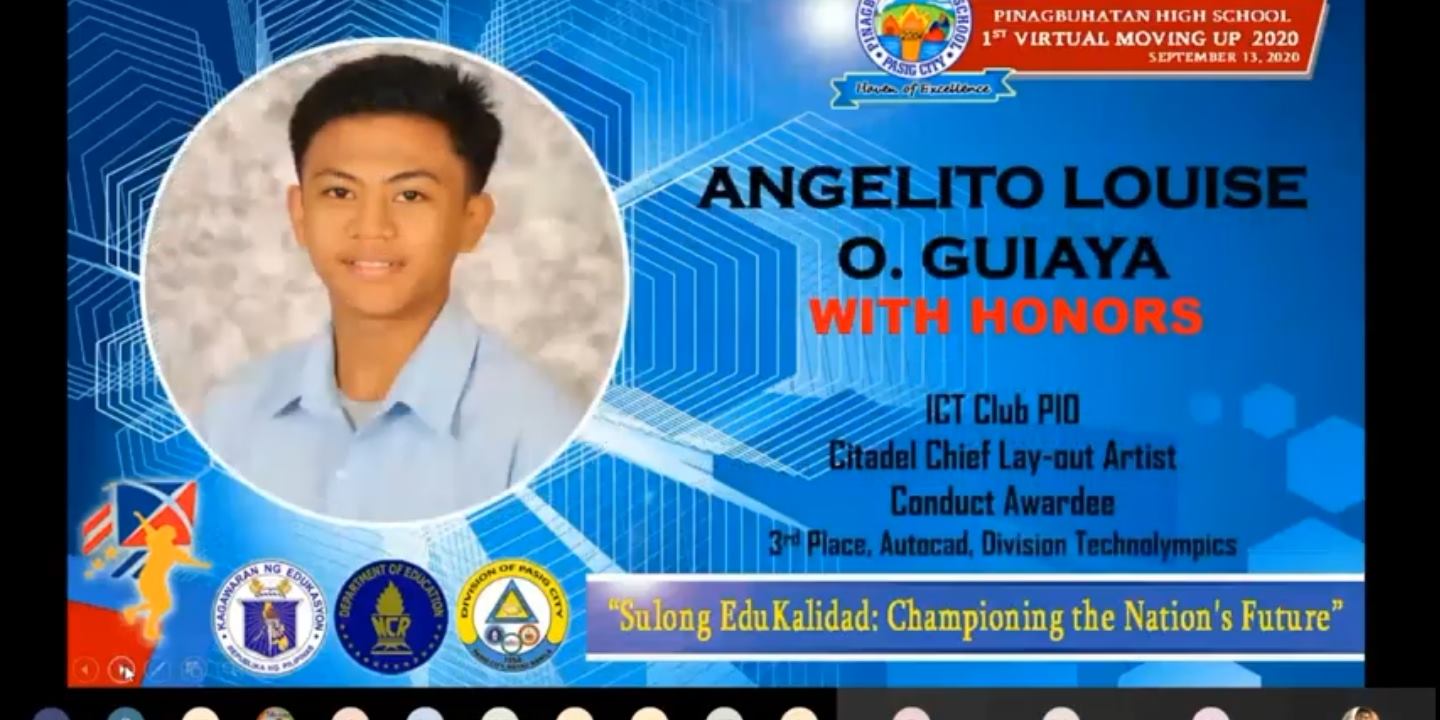 PINAGBUHATAN HIGH SCHOOL
1ST VIRTUAL MOVING UP 2020
SEPTEMBER 13, 2020
PASIG CITY
Haven of Excellence
ANGELITO LOUISE
O. GUIAYA
WITH HONORS
ICT Club PIO
Citadel Chief Lay-out Artist
Conduct Awardee
3rd Place, Autocad, Division Technolympics
KAGAWARAN NG EDUKASYON
REPUBLIKA NG PILIPINAS
DEPARTMENT OF EDUCATION
NCR
DIVISION OF PASIG CITY
"Sulong EduKalidad: Championing the Nation's Future"